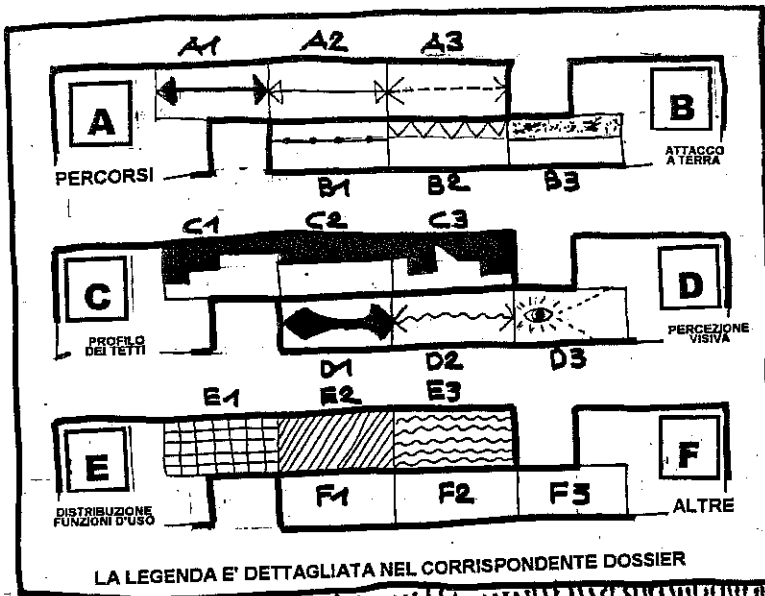 A1 A2 A3
A B
PERCORSI
ATTACCO
A TERRA
B1 B2 B3
C1 C2 C3
C D
PROFILO
DEI TETTI
PERCEZIONE
VISIVA
D1 D2 D3
E1 E2 E3
E F
DISTRIBUZIONE
FUNZIONI D'USO
F1 F2 F3
ALTRE
LA LEGENDA E' DETTAGLIATA NEL CORRISPONDENTE DOSSIER